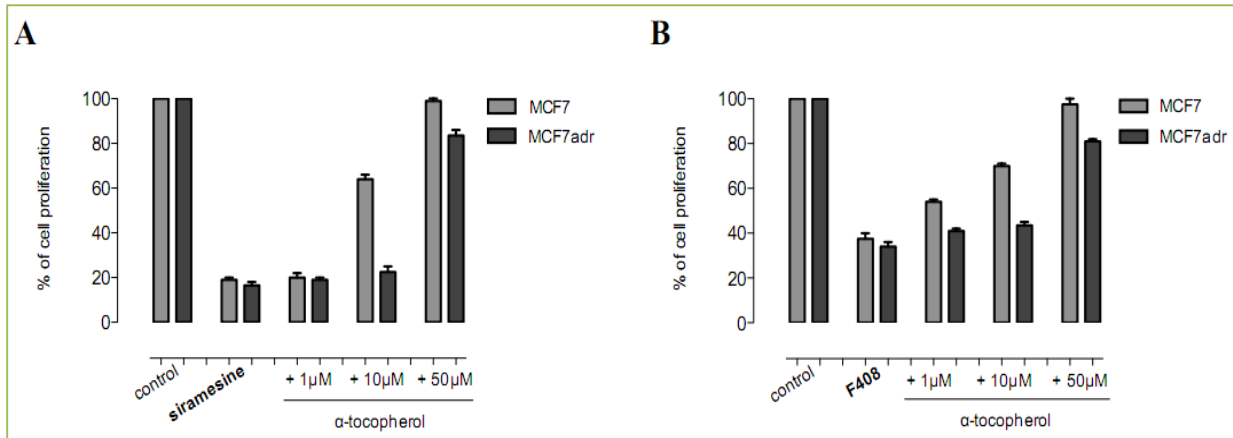 A
% of cell proliferation
100
80
60
40
20
0
MCF7
MCF7adr
control
siramesine
+ 1µM
+ 10µM
+ 50µM
α-tocopherol
B
% of cell proliferation
100
80
60
40
20
0
MCF7
MCF7adr
control
F408
+ 1µM
+ 10µM
+ 50µM
α-tocopherol